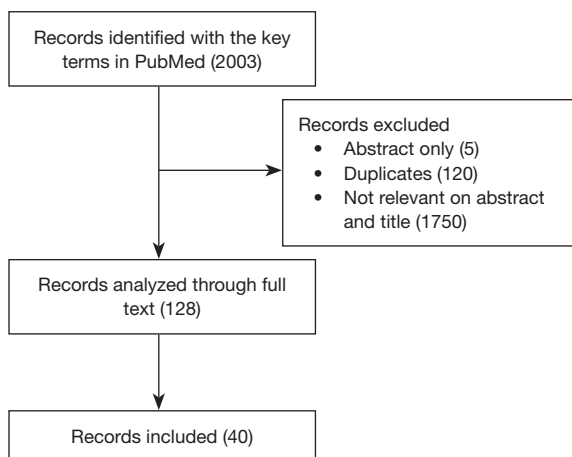 Records identified with the key
terms in PubMed (2003)
Records excluded
• Abstract only (5)
• Duplicates (120)
• Not relevant on abstract
and title (1750)
Records analyzed through full
text (128)
Records included (40)